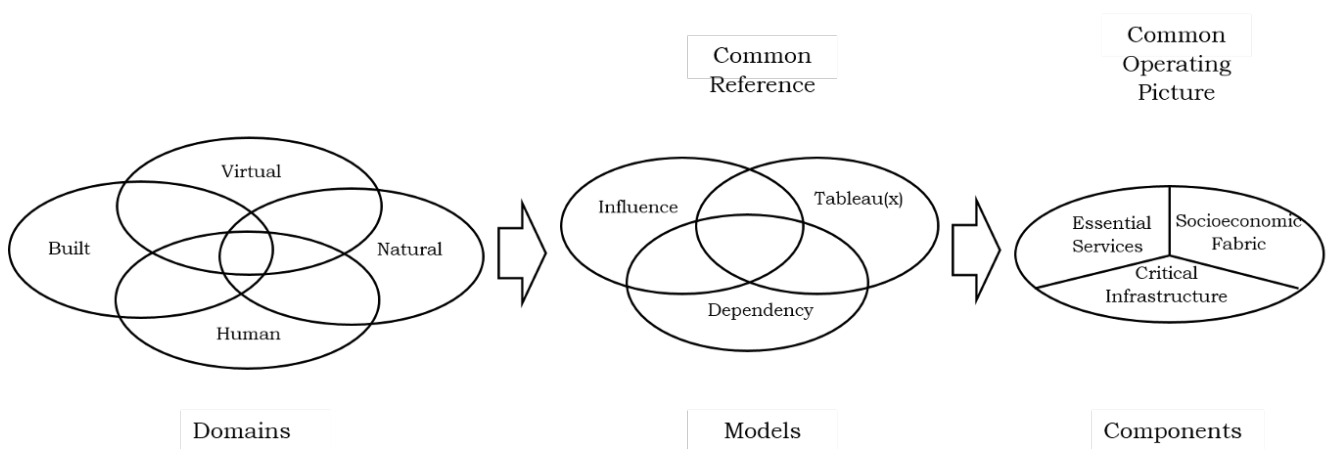 Common
Reference
Common
Operating
Picture
Virtual
Built
Natural
Human
Influence
Tableau(x)
Dependency
Essential
Services
Socioeconomic
Fabric
Critical
Infrastructure
Domains
Models
Components